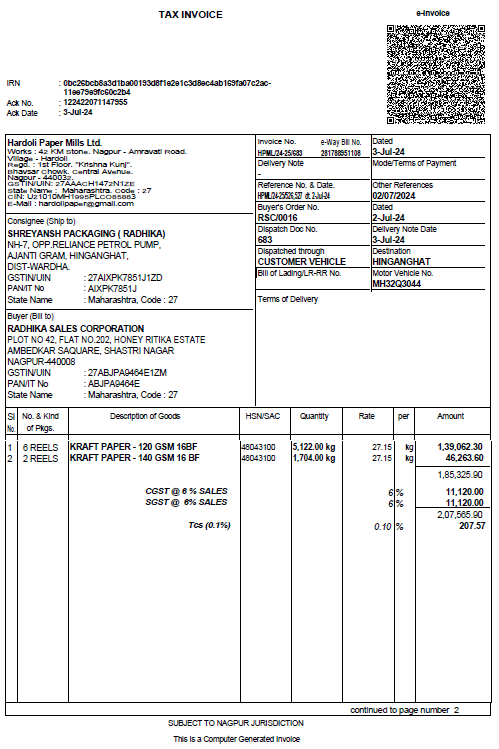 TAX INVOICE
e-Invoice
IRN : 0bc26bcb8a3d1ba00193d8f1e2e1c3d8ec4ab169fa07c2ac-
11ee79e9fc60c2b4
Ack No. : 122422071147955
Ack Date : 3-Jul-24
Hardoli Paper Mills Ltd.
Works : 42 KM Stone, Nagpur - Amravati Road.
Village - Hardoli
Regd. : 1st Floor. "Krishna Kunj".
Bhavsar Chowk. Central Avenue.
Nagpur - 440032.
GSTIN/UIN: 27AAACH1472N1ZE
State Name : Maharashtra, Code : 27
CIN: U21010MH1995PLC085883
E-Mail : hardolipaper@gmail.com
Invoice No. e-Way Bill No.
HPML/24-25/683 281788951108
Dated
3-Jul-24
Delivery Note
-
Mode/Terms of Payment
Reference No. & Date.
HPML/24-25/526,527 dt. 2-Jul-24
Other References
02/07/2024
Buyer's Order No.
RSC/0016
Dated
2-Jul-24
Dispatch Doc No.
683
Delivery Note Date
3-Jul-24
Dispatched through
CUSTOMER VEHICLE
Destination
HINGANGHAT
Bill of Lading/LR-RR No.
Motor Vehicle No.
MH32Q3044
Terms of Delivery
Consignee (Ship to)
SHREYANSH PACKAGING ( RADHIKA)
NH-7, OPP.RELIANCE PETROL PUMP,
AJANTI GRAM, HINGANGHAT,
DIST-WARDHA.
GSTIN/UIN : 27AIXPK7851J1ZD
PAN/IT No : AIXPK7851J
State Name : Maharashtra, Code : 27
Buyer (Bill to)
RADHIKA SALES CORPORATION
PLOT NO 42, FLAT NO.202, HONEY RITIKA ESTATE
AMBEDKAR SAQUARE, SHASTRI NAGAR
NAGPUR-440008
GSTIN/UIN : 27ABJPA9464E1ZM
PAN/IT No : ABJPA9464E
State Name : Maharashtra, Code : 27
Sl No. No. & Kind of Pkgs. Description of Goods HSN/SAC Quantity Rate per Amount
1 6 REELS KRAFT PAPER - 120 GSM 16BF 48043100 5,122.00 kg 27.15 kg 1,39,062.30
2 2 REELS KRAFT PAPER - 140 GSM 16 BF 48043100 1,704.00 kg 27.15 kg 46,263.60
1,85,325.90
CGST @ 6 % SALES 6 % 11,120.00
SGST @ 6% SALES 6 % 11,120.00
2,07,565.90
Tcs (0.1%) 0.10 % 207.57
continued to page number 2
SUBJECT TO NAGPUR JURISDICTION
This is a Computer Generated Invoice